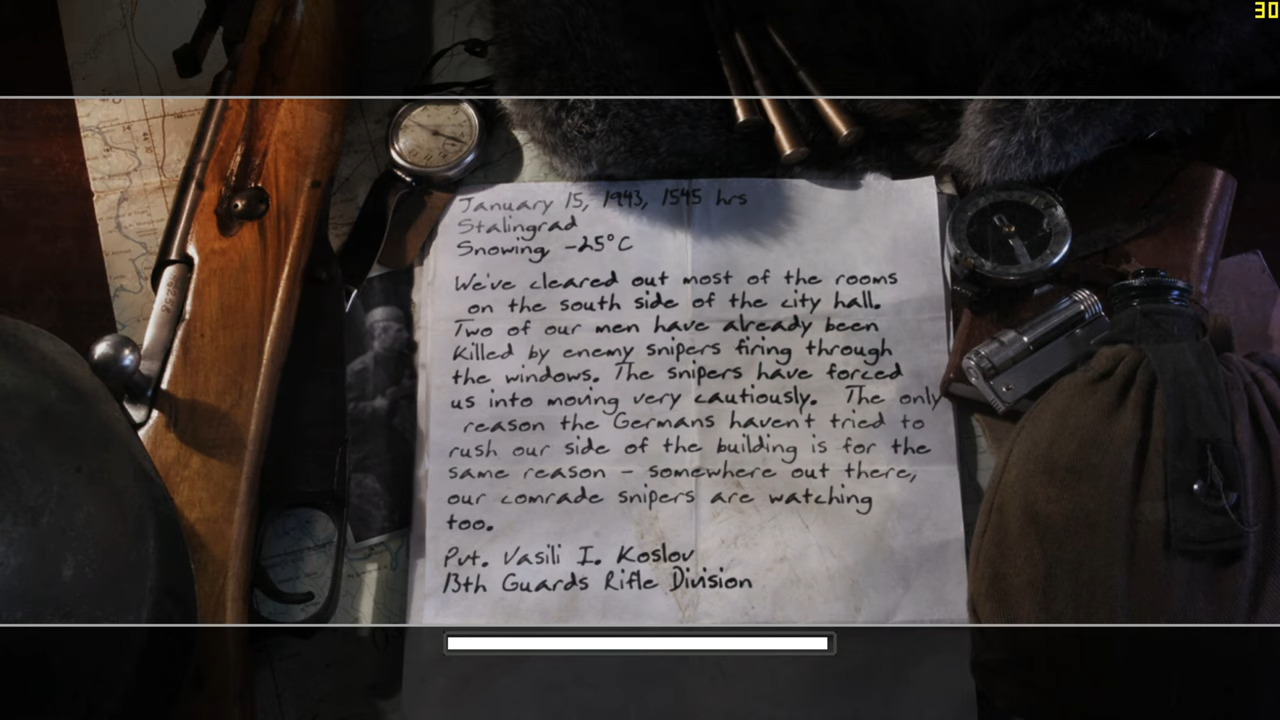 30
January 15, 1943, 1545 hrs
Stalingrad
Snowing, -25°C
We've cleared out most of the rooms
on the south side of the city hall.
Two of our men have already been
killed by enemy snipers firing through
the windows. The snipers have forced
us into moving very cautiously. The only
reason the Germans haven't tried to
rush our side of the building is for the
same reason - somewhere out there,
our comrade snipers are watching
too.
Pvt. Vasili I. Koslov
13th Guards Rifle Division